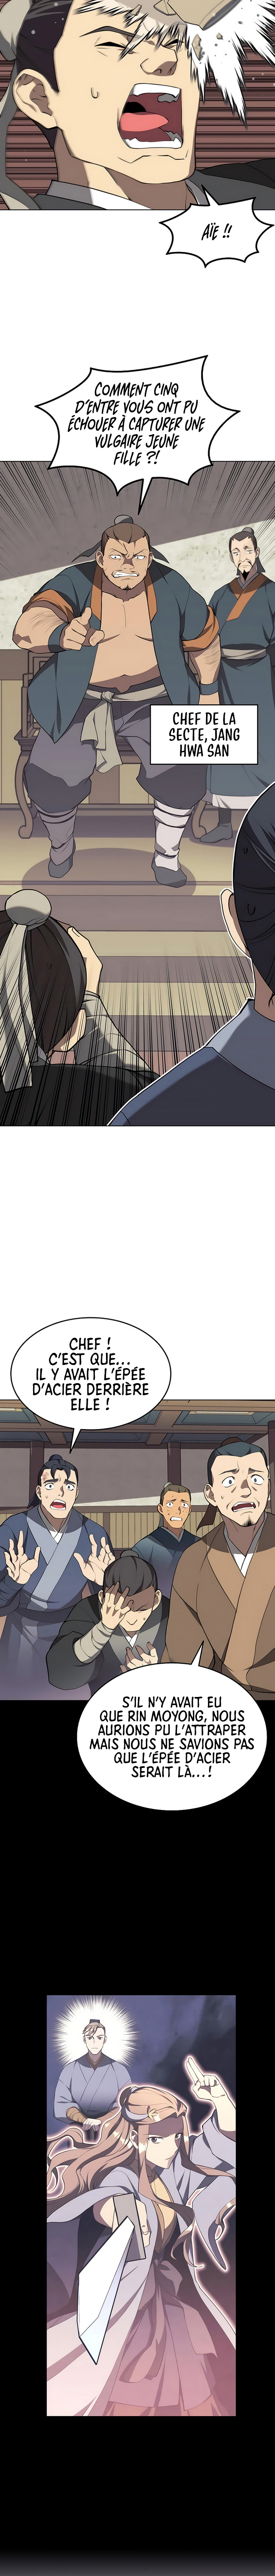 AÏE !!
COMMENT CINQ
D'ENTRE VOUS ONT PU
ÉCHOUER À CAPTURER UNE
VULGAIRE JEUNE
FILLE ?!
CHEF DE LA
SECTE, JANG
HWA SAN
CHEF !
C'EST QUE...
IL Y AVAIT L'ÉPÉE
D'ACIER DERRIÈRE
ELLE !
S'IL N'Y AVAIT EU
QUE RIN MOYONG, NOUS
AURIONS PU L'ATTRAPER
MAIS NOUS NE SAVIONS PAS
QUE L'ÉPÉE D'ACIER
SERAIT LÀ...!